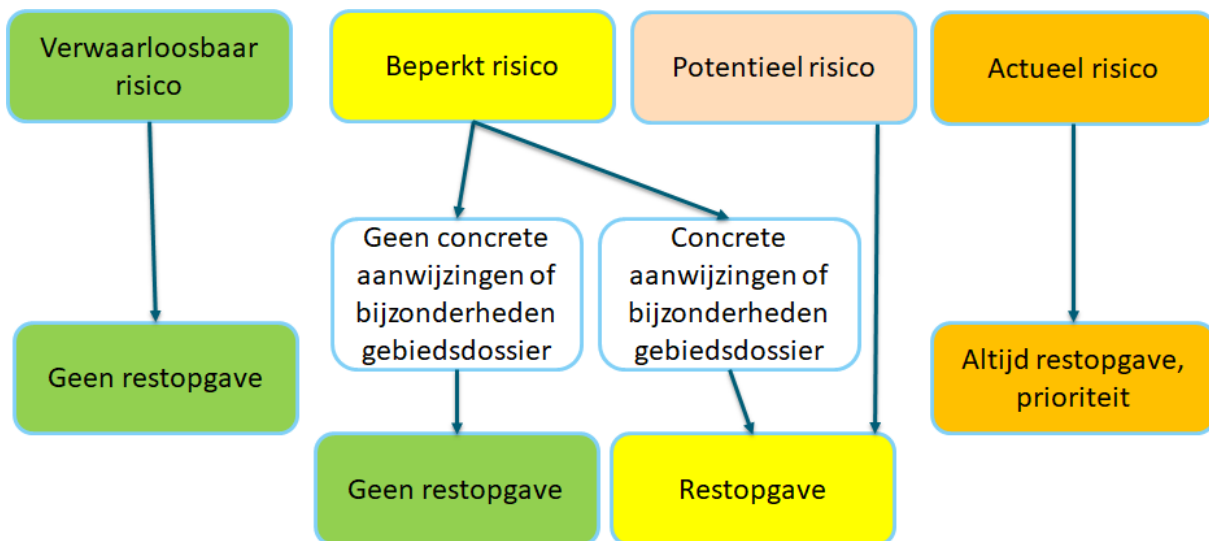 Verwaarloosbaar
risico
Beperkt risico
Potentieel risico
Actueel risico
Geen concrete
aanwijzingen of
bijzonderheden
gebiedsdossier
Concrete
aanwijzingen of
bijzonderheden
gebiedsdossier
Geen restopgave
Altijd restopgave,
prioriteit
Geen restopgave
Restopgave